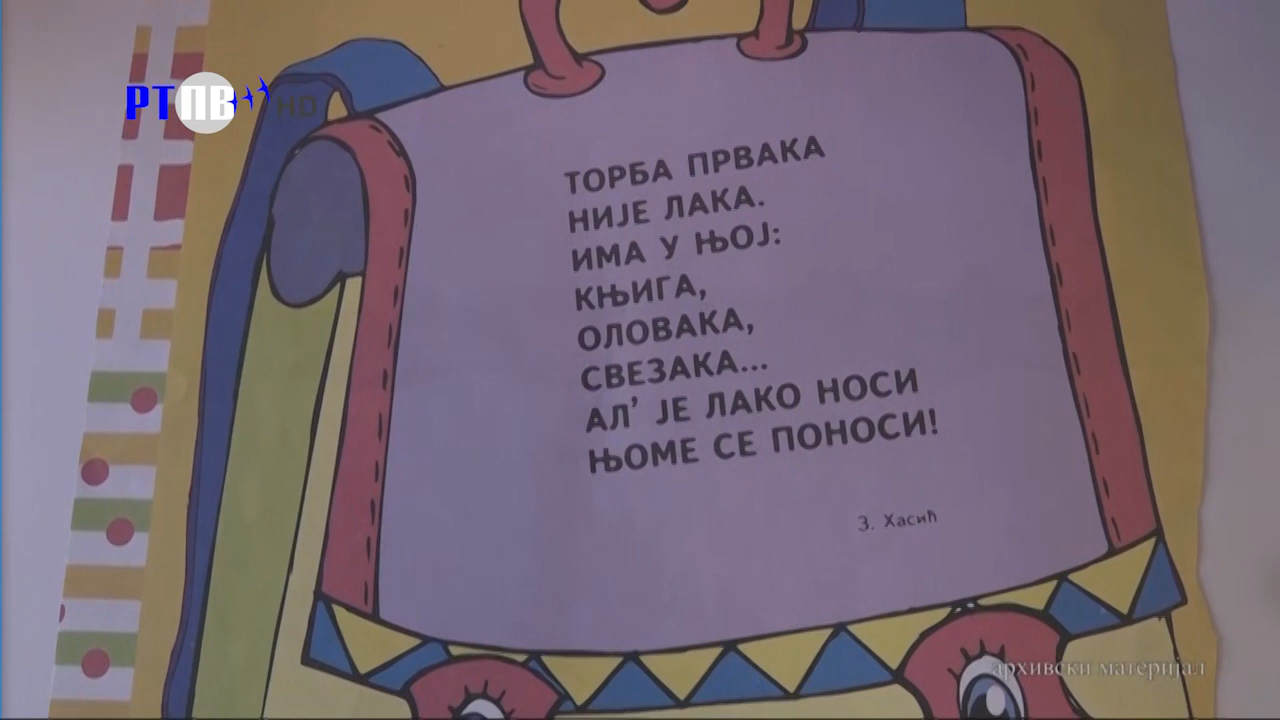 РТПВ HD
ТОРБА ПРВАКА
НИЈЕ ЛАКА.
ИМА У ЊОЈ:
КЊИГА,
ОЛОВАКА,
СВЕЗАКА...
АЛ’ ЈЕ ЛАКО НОСИ
ЊОМЕ СЕ ПОНОСИ!
З. Хасић
архивски материјал